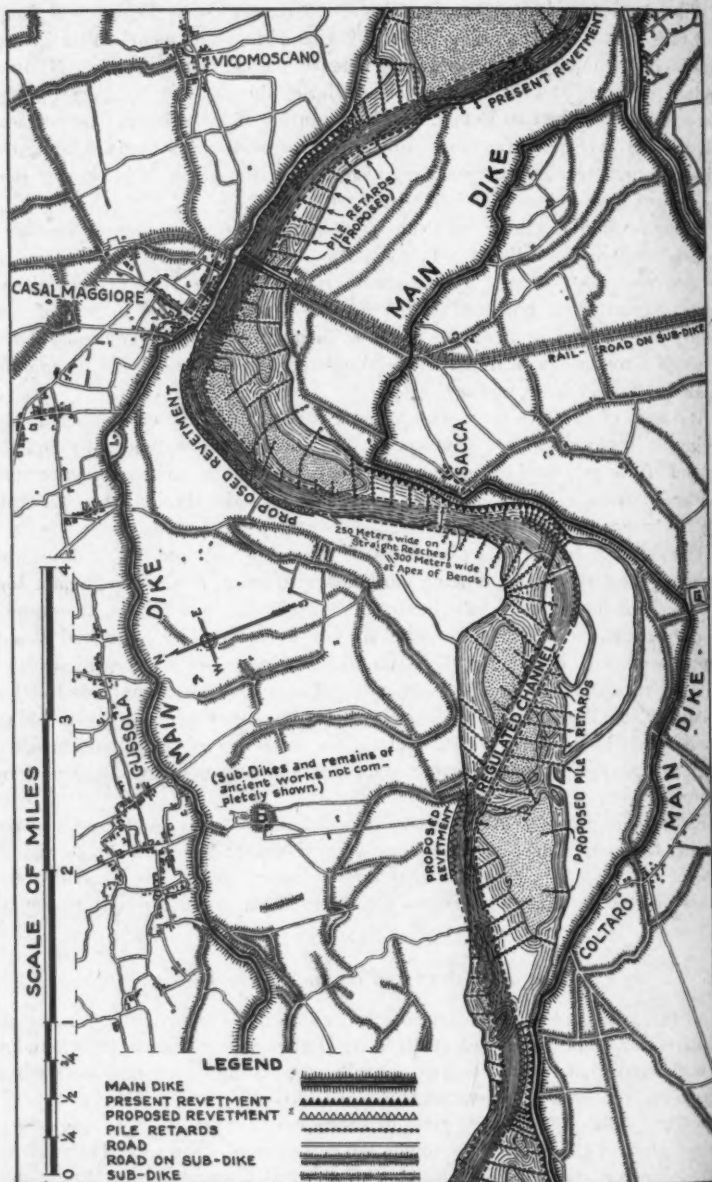 VICOMOSCANO
PRESENT REVETMENT
PILE RETARDS
(PROPOSED)
MAIN DIKE
CASALMAGGIORE
RAIL-ROAD ON SUB-DIKE
PROPOSED REVETMENT
SACCA
250 Meters wide on
Straight Reaches
300 Meters wide
at Apex of Bends
N
E
S
W
MAIN DIKE
GUSSOLA
REGULATED CHANNEL
PROPOSED PILE RETARDS
(Sub-Dikes and remains of
ancient works not com-
pletely shown.)
PROPOSED
REVETMENT
MAIN DIKE
COLTARO
SCALE OF MILES
4
3
2
1
3/4
1/2
1/4
0
LEGEND
MAIN DIKE
PRESENT REVETMENT
PROPOSED REVETMENT
PILE RETARDS
ROAD
ROAD ON SUB-DIKE
SUB-DIKE